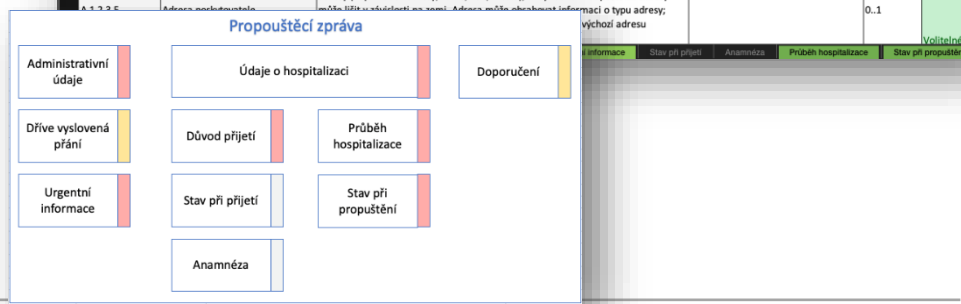 A.1.2.3.5
Adresa poskytovatele
může lišit v závislosti na zemi. Adresa může obsahovat informaci o typu adresy;
výchozí adresu
0..1
Volitelné
informace
Stav při přijetí
Anamnéza
Průběh hospitalizace
Stav při propuštěn
Propouštěcí zpráva
Administrativní
údaje
Údaje o hospitalizaci
Doporučení
Dříve vyslovená
přání
Důvod přijetí
Průběh
hospitalizace
Urgentní
informace
Stav při přijetí
Stav při
propuštění
Anamnéza